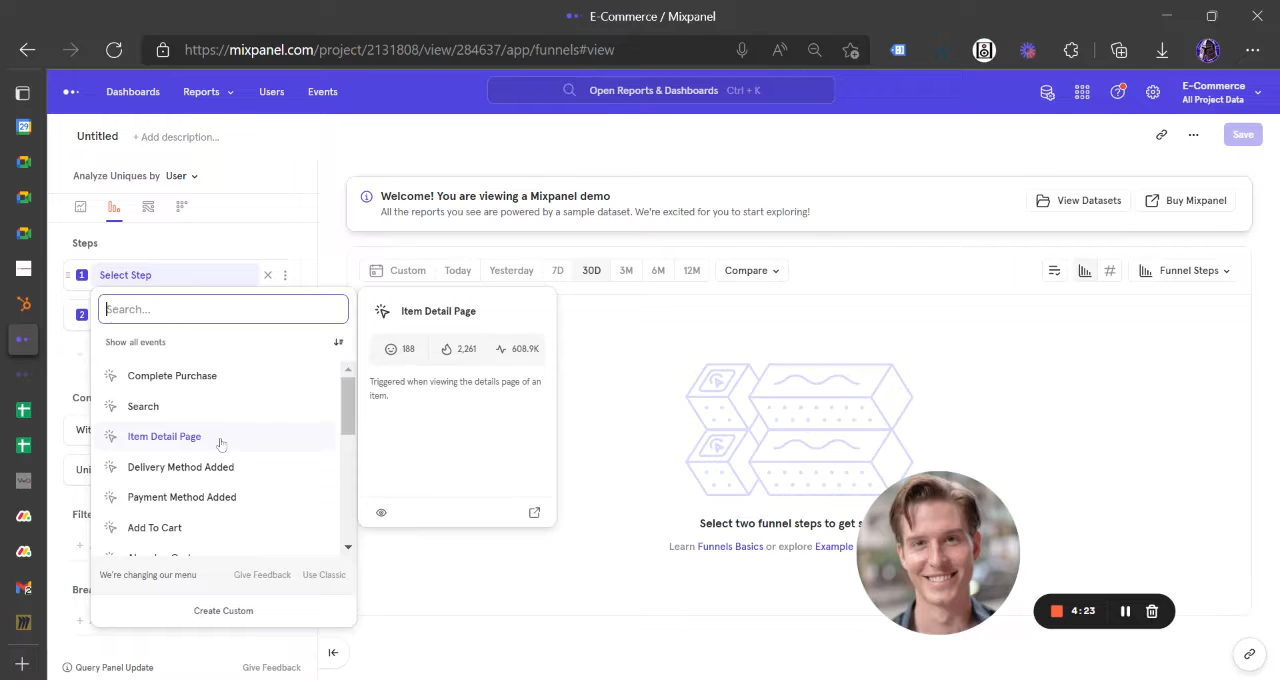 E-Commerce / Mixpanel
https://mixpanel.com/project/2131808/view/284637/app/funnels#view
Dashboards Reports Users Events
Open Reports & Dashboards Ctrl + K
E-Commerce
All Project Data
Untitled + Add description...
Save
Analyze Uniques by User
Welcome! You are viewing a Mixpanel demo
All the reports you see are powered by a sample dataset. We're excited for you to start exploring!
View Datasets
Buy Mixpanel
Steps
1 Select Step
2
Custom Today Yesterday 7D 30D 3M 6M 12M Compare
Funnel Steps
Search...
Show all events
Complete Purchase
Search
Item Detail Page
Delivery Method Added
Payment Method Added
Add To Cart
We're changing our menu Give Feedback Use Classic
Create Custom
Item Detail Page
188 2,261 608.9K
Triggered when viewing the details page of an
item.
Con
Wit
Uni
Filte
+
Brea
+
Select two funnel steps to get s
Learn Funnels Basics or explore Example
4:23
Query Panel Update Give Feedback